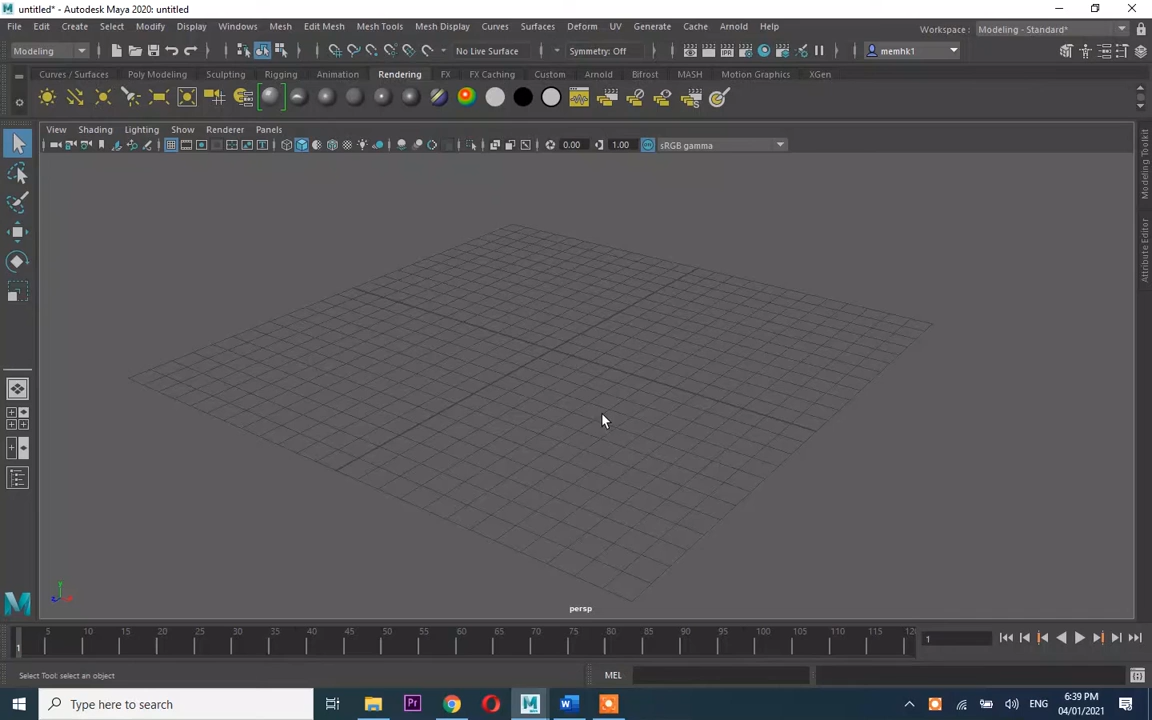 untitled* - Autodesk Maya 2020: untitled
File Edit Create Select Modify Display Windows Mesh Edit Mesh Mesh Tools Mesh Display Curves Surfaces Deform UV Generate Cache Arnold Help Workspace : Modeling - Standard*
Modeling No Live Surface Symmetry: Off memhk1
Curves / Surfaces Poly Modeling Sculpting Rigging Animation Rendering FX FX Caching Custom Arnold Bifrost MASH Motion Graphics XGen
View Shading Lighting Show Renderer Panels
0.00 1.00 sRGB gamma
Modeling Toolkit
Attribute Editor
persp
5 10 15 20 25 30 35 40 45 50 55 60 65 70 75 80 85 90 95 100 105 110 115 1
1
Select Tool: select an object MEL
Type here to search Pr ENG 6:39 PM
04/01/2021